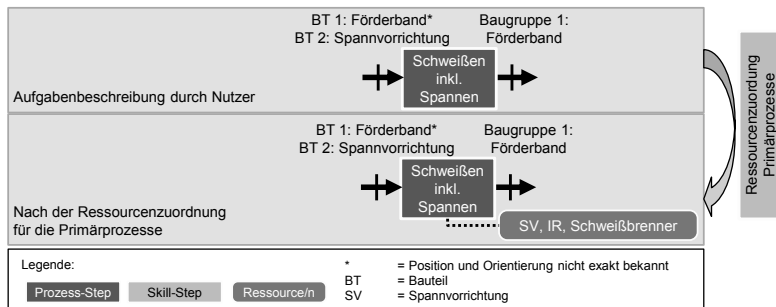 BT 1: Förderband*
BT 2: Spannvorrichtung
Baugruppe 1:
Förderband
Schweißen
inkl.
Spannen
Aufgabenbeschreibung durch Nutzer
BT 1: Förderband*
BT 2: Spannvorrichtung
Baugruppe 1:
Förderband
Schweißen
inkl.
Spannen
Nach der Ressourcenzuordnung
für die Primärprozesse
SV, IR, Schweißbrenner
Ressourcenzuordung
Primärprozesse
Legende:
Prozess-Step
Skill-Step
Ressource/n
* = Position und Orientierung nicht exakt bekannt
BT = Bauteil
SV = Spannvorrichtung